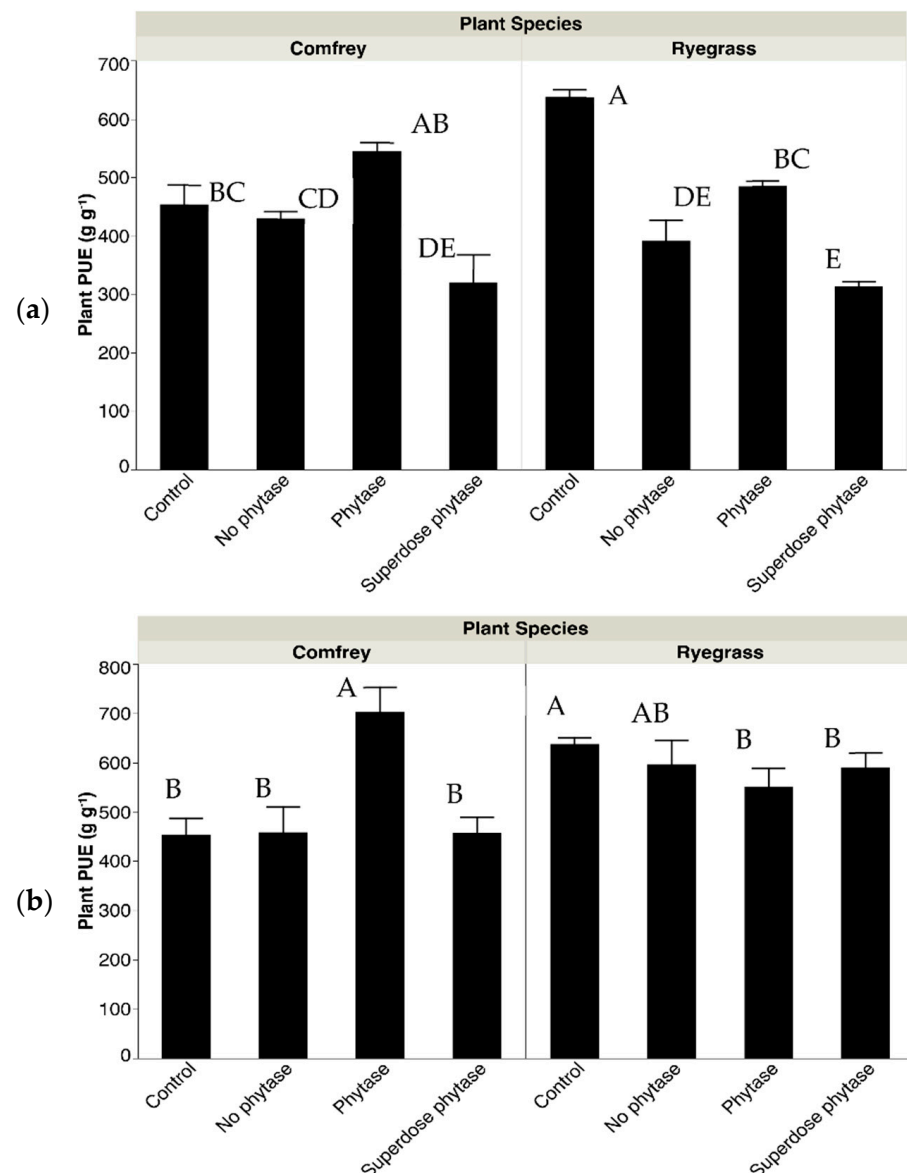 Plant Species
Comfrey Ryegrass
(a)
Plant PUE (g g⁻¹)
700
600
500
400
300
200
100
0
BC
CD
AB
DE
A
DE
BC
E
Control
No phytase
Phytase
Superdose phytase
Control
No phytase
Phytase
Superdose phytase
Plant Species
Comfrey Ryegrass
(b)
Plant PUE (g g⁻¹)
800
700
600
500
400
300
200
100
0
B
B
A
B
A
AB
B
B
Control
No phytase
Phytase
Superdose phytase
Control
No phytase
Phytase
Superdose phytase